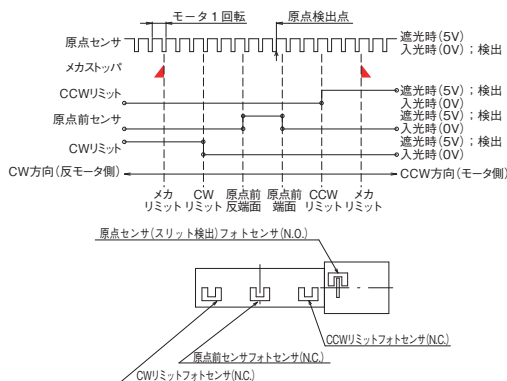 モータ1回転
原点検出点
原点センサ
遮光時(5V)
入光時(0V);検出
メカストッパ
CCWリミット
遮光時(5V);検出
入光時(0V)
原点前センサ
遮光時(5V);検出
入光時(0V)
CWリミット
遮光時(5V);検出
入光時(0V)
CW方向(反モータ側)
CCW方向(モータ側)
メカ
リミット
CW
リミット
原点前
反端面
原点前
端面
CCW
リミット
メカ
リミット
原点センサ(スリット検出)フォトセンサ(N.O.)
CCWリミットフォトセンサ(N.C.)
原点前センサフォトセンサ(N.C.)
CWリミットフォトセンサ(N.C.)